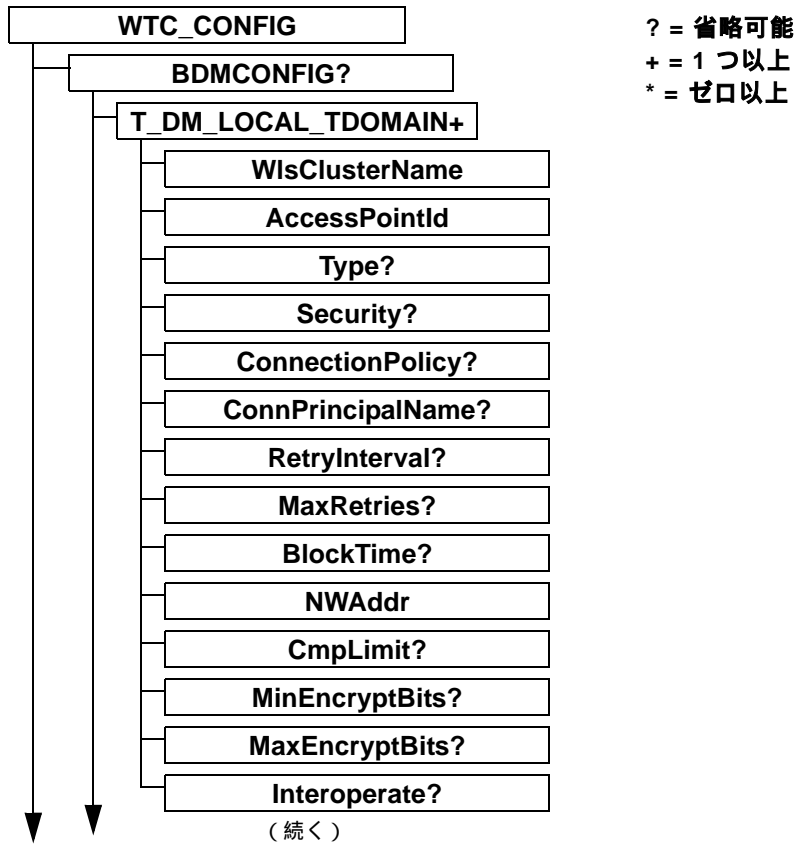 WTC_CONFIG
BDMCONFIG?
T_DM_LOCAL_TDOMAIN+
WlsClusterName
AccessPointId
Type?
Security?
ConnectionPolicy?
ConnPrincipalName?
RetryInterval?
MaxRetries?
BlockTime?
NWAddr
CmpLimit?
MinEncryptBits?
MaxEncryptBits?
Interoperate?
(続く)
? = 省略可能
+ = 1 つ以上
* = ゼロ以上